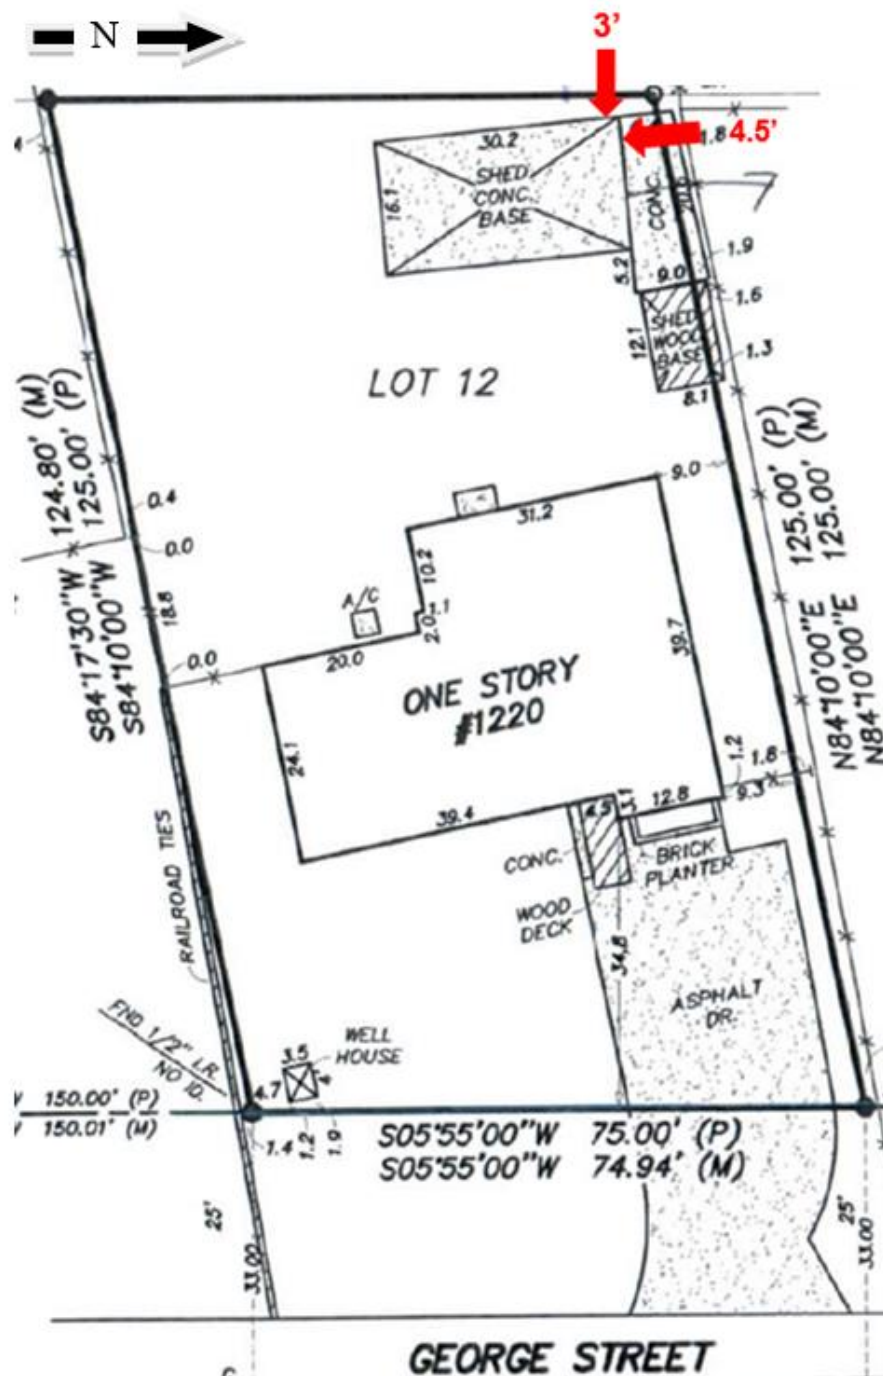 N
3'
4.5'
1.8
30.2
SHED
CONC.
BASE
16.1
CONC.
7
1.9
5.2
9.0
1.6
SHED
WOOD
BASE
12.1
1.3
8.1
LOT 12
124.80' (M)
125.00' (P)
S84°17'30"W
S84°10'00"W
125.00' (P)
125.00' (M)
N84°10'00"E
N84°10'00"E
0.4
0.0
18.8
0.0
9.0
31.2
10.2
A/C
1.1
2.0
20.0
39.7
ONE STORY
#1220
24.1
39.4
4.5
3.1
12.8
1.2
1.8
9.3
CONC.
BRICK
PLANTER
WOOD
DECK
34.8
RAILROAD TIES
ASPHALT
DR.
FND 1/2" I.R.
NO ID.
WELL
HOUSE
3.5
4
4.7
150.00' (P)
150.01' (M)
1.4
1.2
1.9
S05°55'00"W 75.00' (P)
S05°55'00"W 74.94' (M)
25'
33.00
25'
33.00
GEORGE STREET